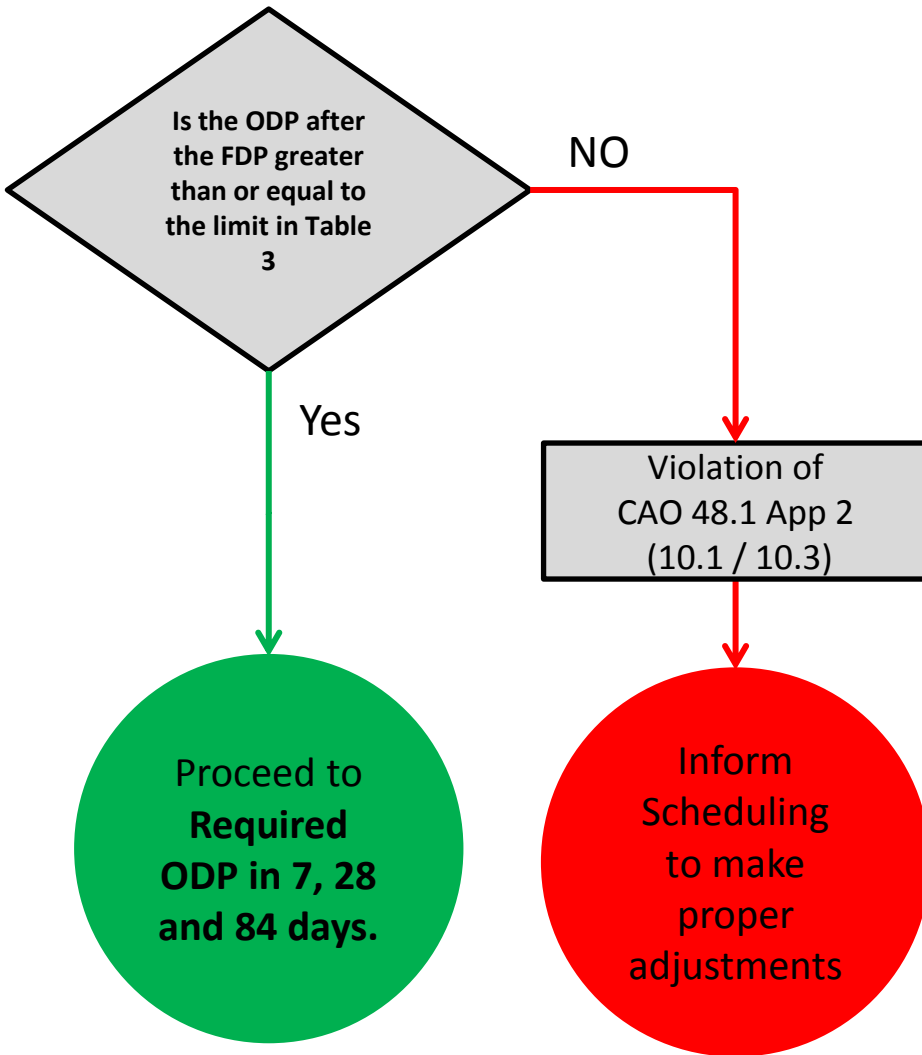 Is the ODP after
the FDP greater
than or equal to
the limit in Table
3
NO
Yes
Violation of
CAO 48.1 App 2
(10.1 / 10.3)
Proceed to
Required
ODP in 7, 28
and 84 days.
Inform
Scheduling
to make
proper
adjustments